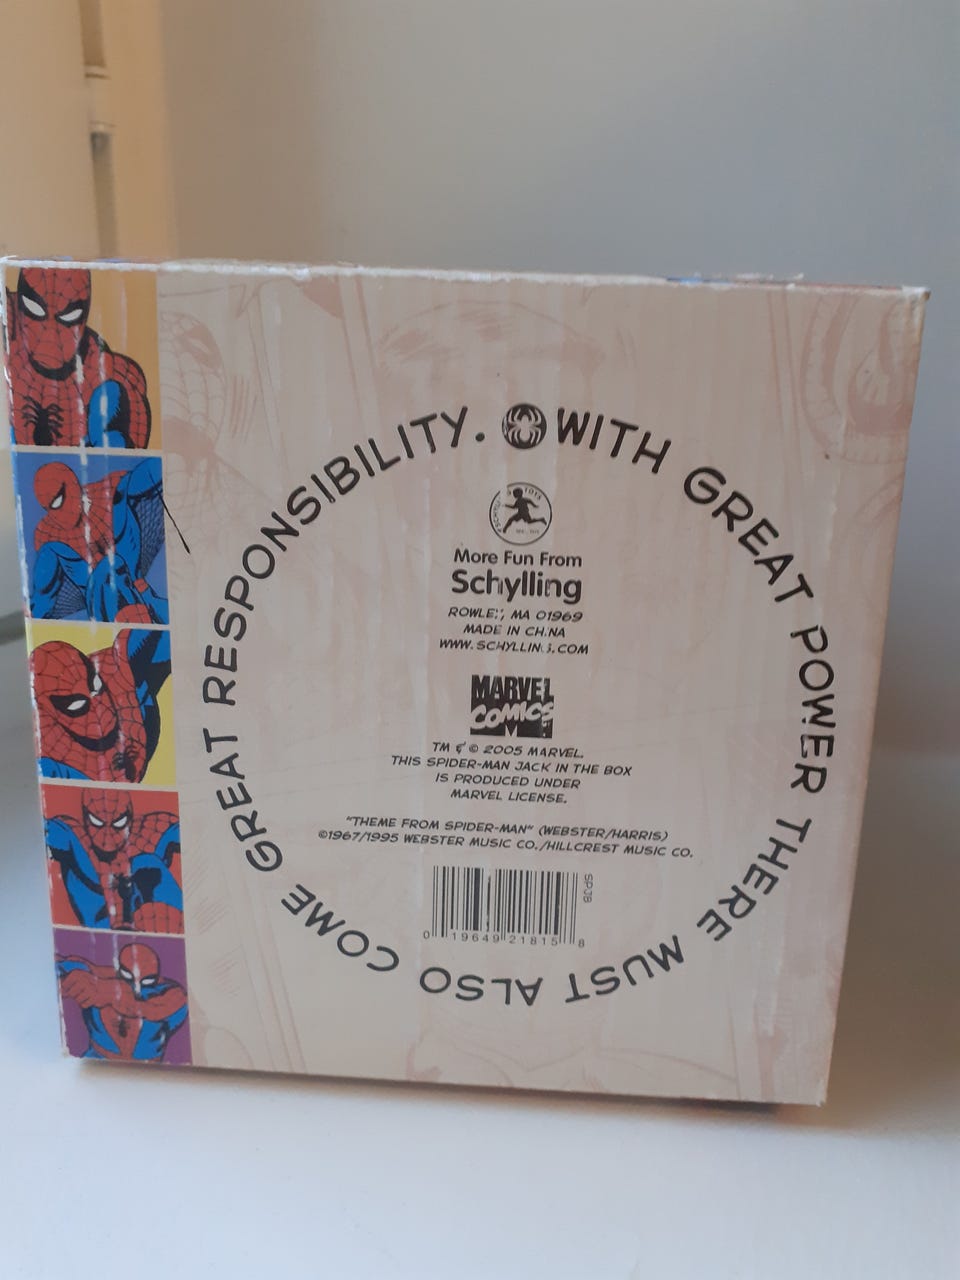 WITH GREAT POWER THERE MUST ALSO COME GREAT RESPONSIBILITY.
More Fun From
Schylling
ROWLEY, MA 01969
MADE IN CHINA
WWW.SCHYLLING.COM
MARVEL
COMICS
TM & © 2005 MARVEL.
THIS SPIDER-MAN JACK IN THE BOX
IS PRODUCED UNDER
MARVEL LICENSE.
"THEME FROM SPIDER-MAN" (WEBSTER/HARRIS)
©1967/1995 WEBSTER MUSIC CO./HILLCREST MUSIC CO.
SPJB
0 19649 21815 8